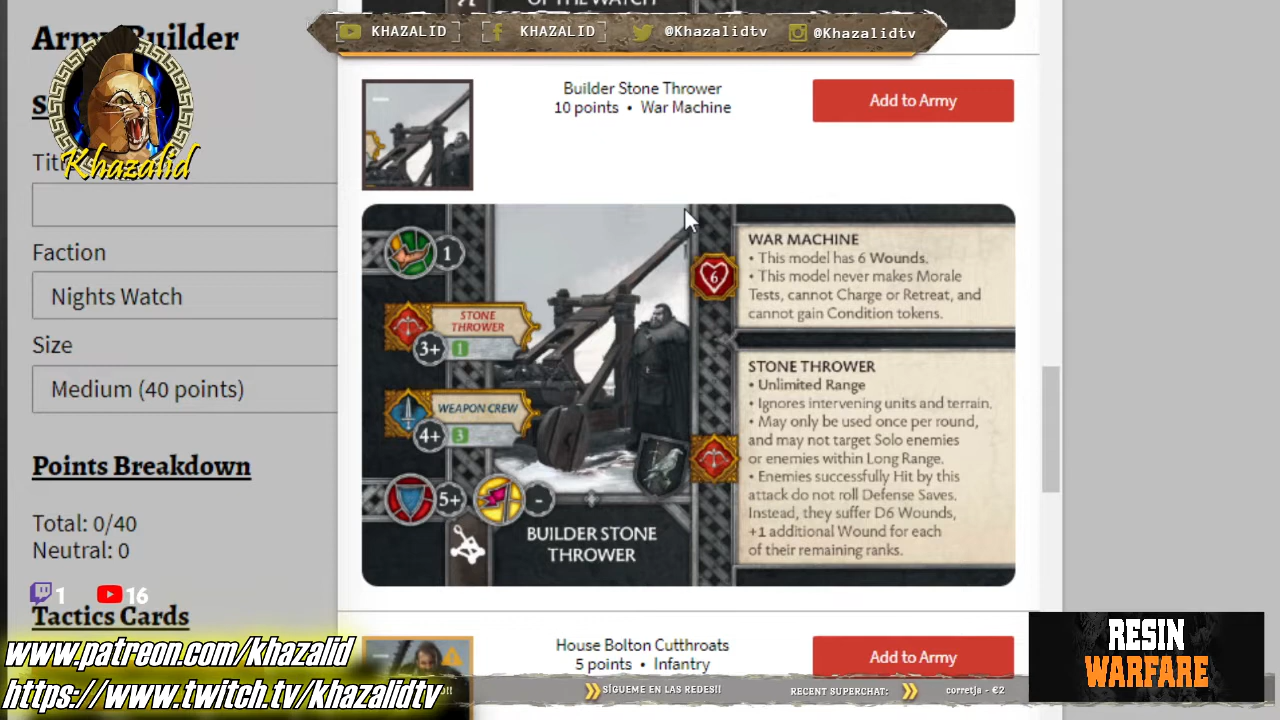 OF THE WATCH
KHAZALID
KHAZALID
@Khazalidtv
@Khazalidtv
Army Builder
Khazalid
Faction
Nights Watch
Size
Medium (40 points)
Points Breakdown
Total: 0/40
Neutral: 0
1
16
Tactics Cards
www.patreon.com/khazalid
https://www.twitch.tv/khazalidtv
Builder Stone Thrower
10 points • War Machine
Add to Army
1
STONE
THROWER
3+
1
WEAPON CREW
4+
3
5+
-
BUILDER STONE
THROWER
6
WAR MACHINE
• This model has 6 Wounds.
• This model never makes Morale
Tests, cannot Charge or Retreat, and
cannot gain Condition tokens.
STONE THROWER
• Unlimited Range
• Ignores intervening units and terrain.
• May only be used once per round,
and may not target Solo enemies
or enemies within Long Range.
• Enemies successfully Hit by this
attack do not roll Defense Saves.
Instead, they suffer D6 Wounds,
+1 additional Wound for each
of their remaining ranks.
House Bolton Cutthroats
5 points • Infantry
Add to Army
SÍGUEME EN LAS REDES!!
RECENT SUPERCHAT:
corretja - €2
RESIN
WARFARE